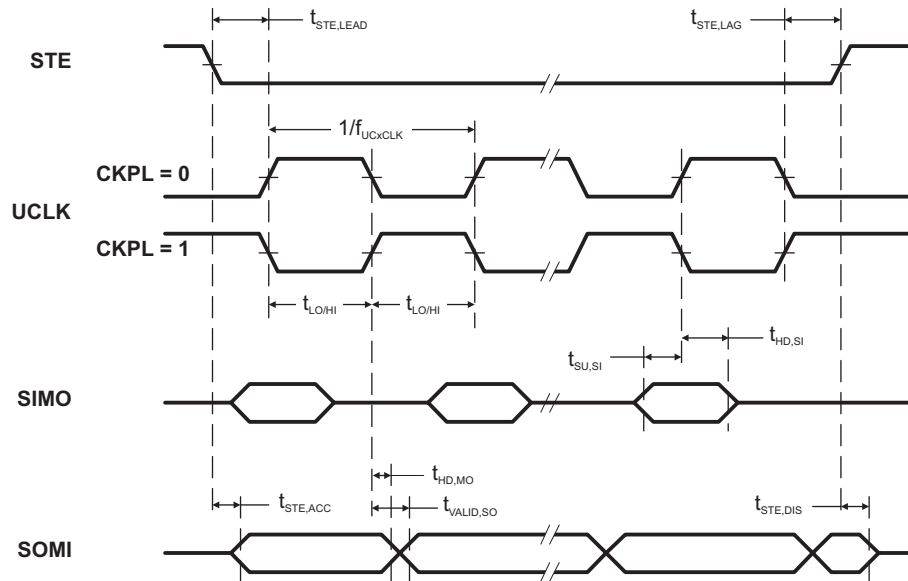 tSTE,LEAD
tSTE,LAG
STE
1/fUCxCLK
CKPL = 0
UCLK
CKPL = 1
tLO/HI tLO/HI
tHD,SI
tSU,SI
SIMO
tHD,MO
tSTE,ACC
tVALID,SO
tSTE,DIS
SOMI